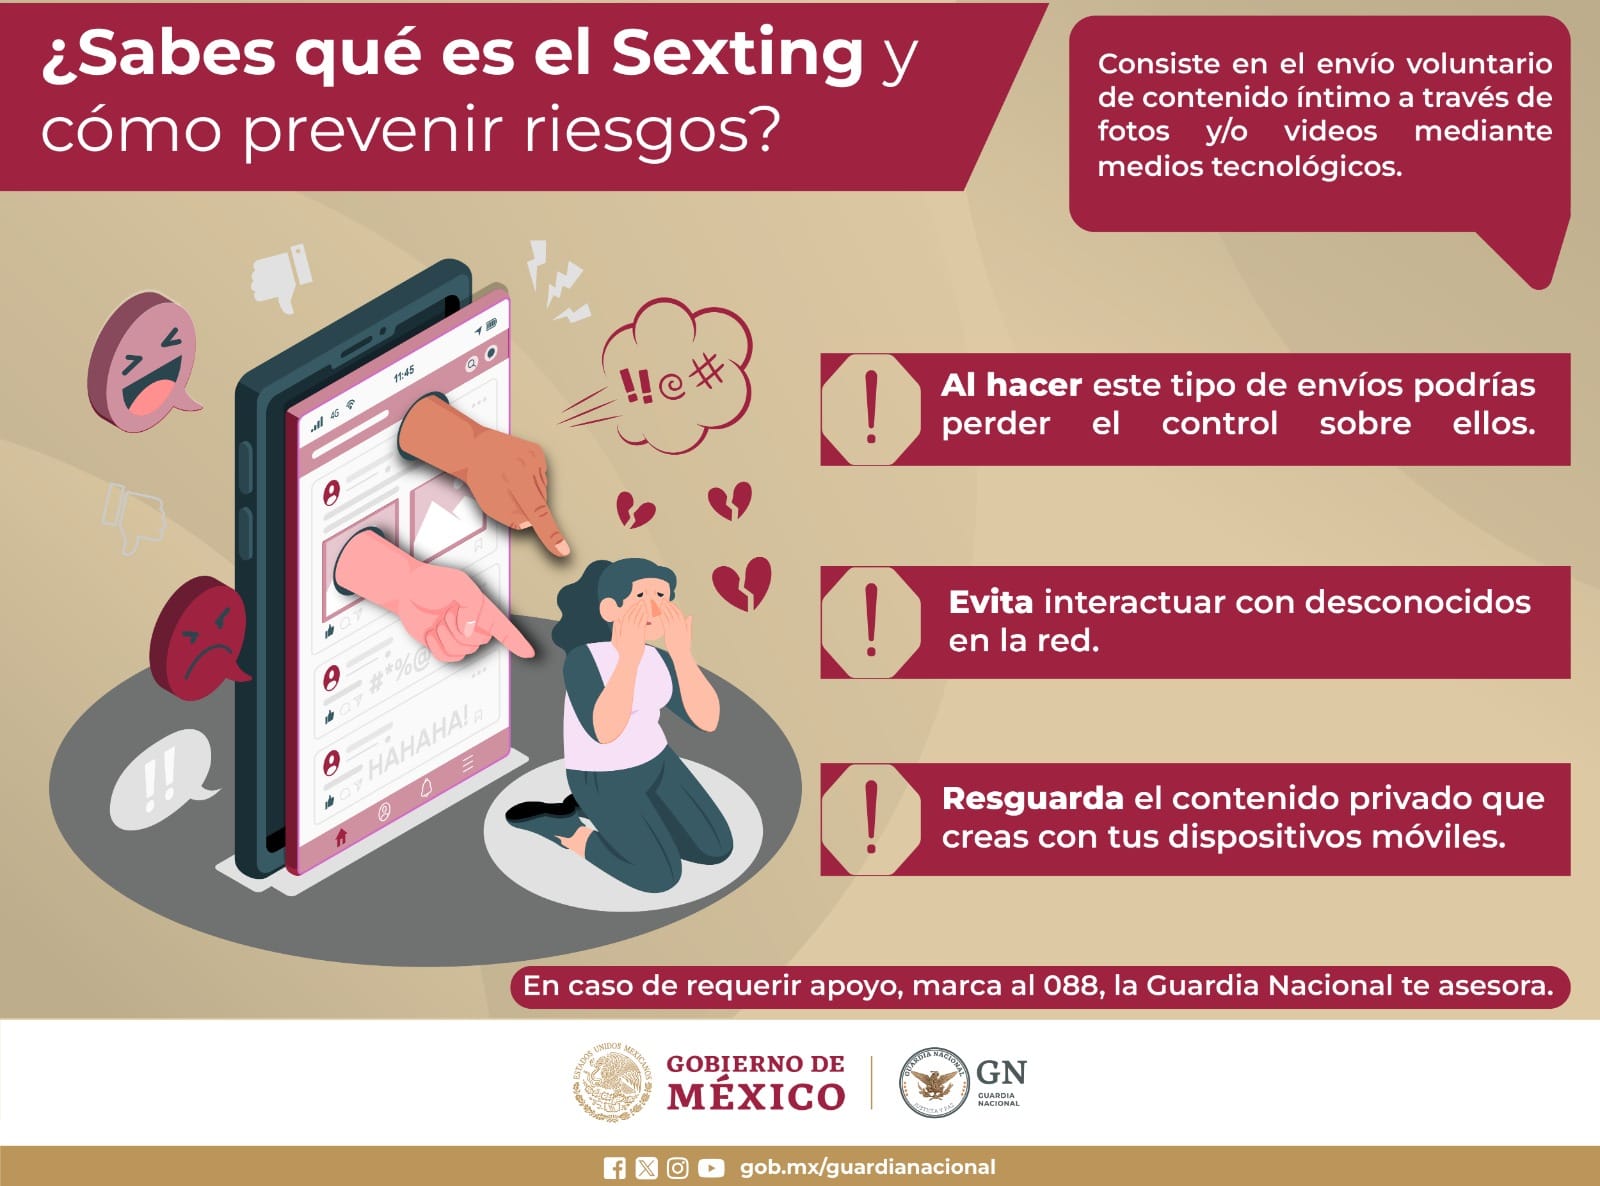 ¿Sabes qué es el Sexting y
cómo prevenir riesgos?
Consiste en el envío voluntario
de contenido íntimo a través de
fotos y/o videos mediante
medios tecnológicos.
!!@#
11:45
4G
#*%@
HAHAHA!
!!
Al hacer este tipo de envíos podrías
perder el control sobre ellos.
Evita interactuar con desconocidos
en la red.
Resguarda el contenido privado que
creas con tus dispositivos móviles.
En caso de requerir apoyo, marca al 088, la Guardia Nacional te asesora.
ESTADOS UNIDOS MEXICANOS
GOBIERNO DE
MÉXICO
GUARDIA NACIONAL
JUSTICIA Y PAZ
GN
GUARDIA
NACIONAL
gob.mx/guardianacional